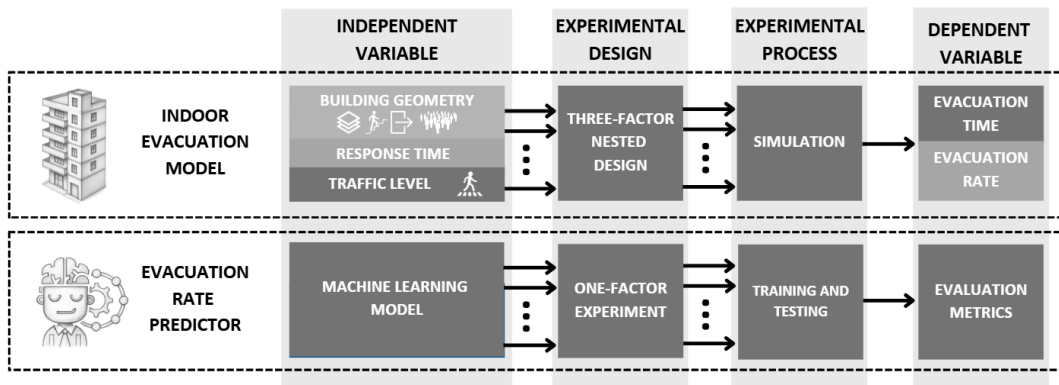 INDEPENDENT
VARIABLE
EXPERIMENTAL
DESIGN
EXPERIMENTAL
PROCESS
DEPENDENT
VARIABLE
INDOOR
EVACUATION
MODEL
BUILDING GEOMETRY
RESPONSE TIME
TRAFFIC LEVEL
THREE-FACTOR
NESTED
DESIGN
SIMULATION
EVACUATION
TIME
EVACUATION
RATE
EVACUATION
RATE
PREDICTOR
MACHINE LEARNING
MODEL
ONE-FACTOR
EXPERIMENT
TRAINING AND
TESTING
EVALUATION
METRICS